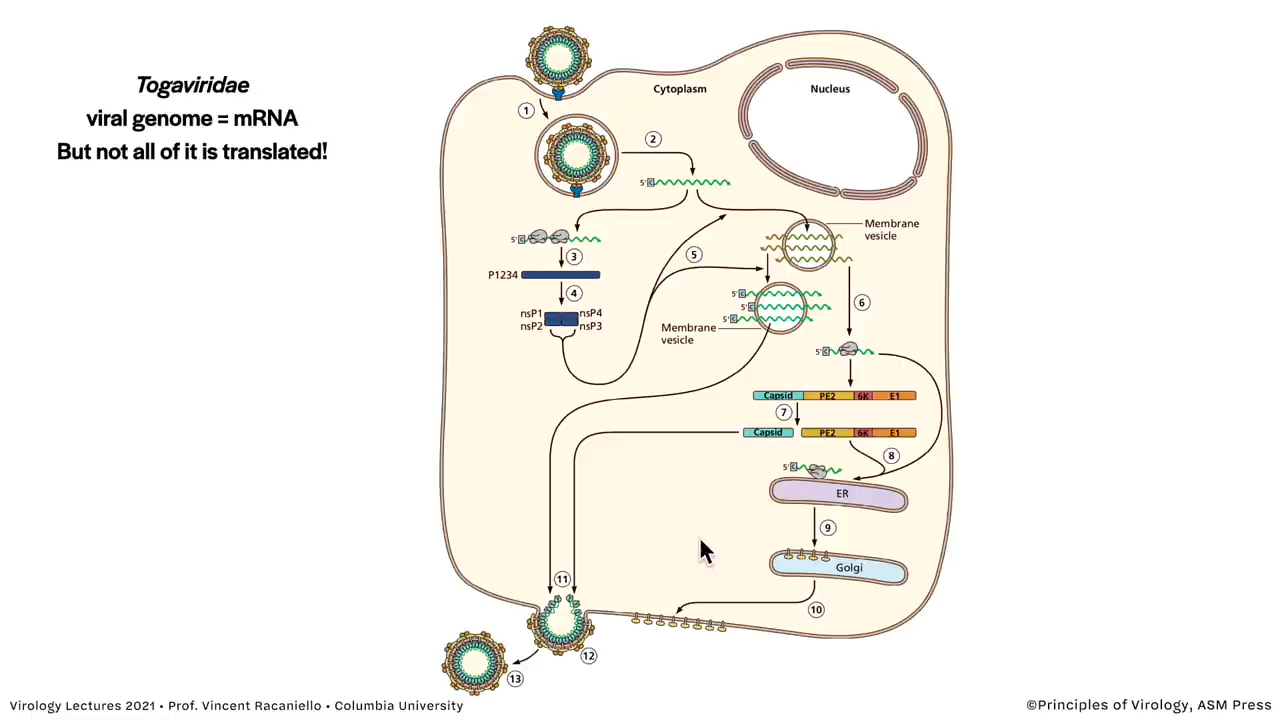 Togaviridae
viral genome = mRNA
But not all of it is translated!
Cytoplasm
Nucleus
1
2
5' C
5' C
3
P1234
4
nsP1 nsP4
nsP2 nsP3
5
Membrane
vesicle
5' C
5' C
5' C
Membrane
vesicle
6
5' C
Capsid PE2 6K E1
7
Capsid PE2 6K E1
8
5' C
ER
9
Golgi
10
11
12
13
Virology Lectures 2021 • Prof. Vincent Racaniello • Columbia University
©Principles of Virology, ASM Press